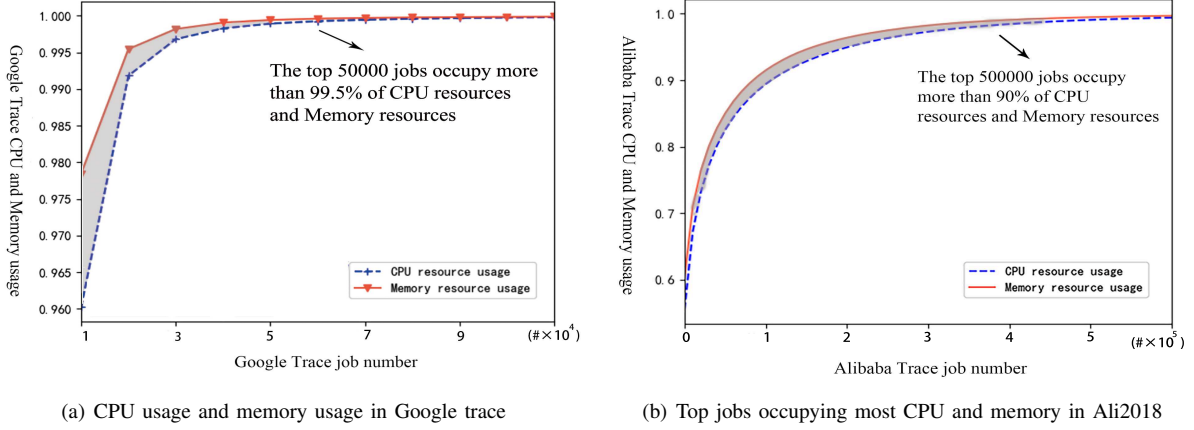 1.000
0.995
0.990
0.985
0.980
0.975
0.970
0.965
0.960
Google Trace CPU and Memory usage
The top 50000 jobs occupy more
than 99.5% of CPU resources
and Memory resources
CPU resource usage
Memory resource usage
1 3 5 7 9 (#×10⁴)
Google Trace job number
(a) CPU usage and memory usage in Google trace
1.0
0.9
0.8
0.7
0.6
Alibaba Trace CPU and Memory usage
The top 500000 jobs occupy
more than 90% of CPU
resources and Memory resources
CPU resource usage
Memory resource usage
0 1 2 3 4 5 (#×10⁵)
Alibaba Trace job number
(b) Top jobs occupying most CPU and memory in Ali2018